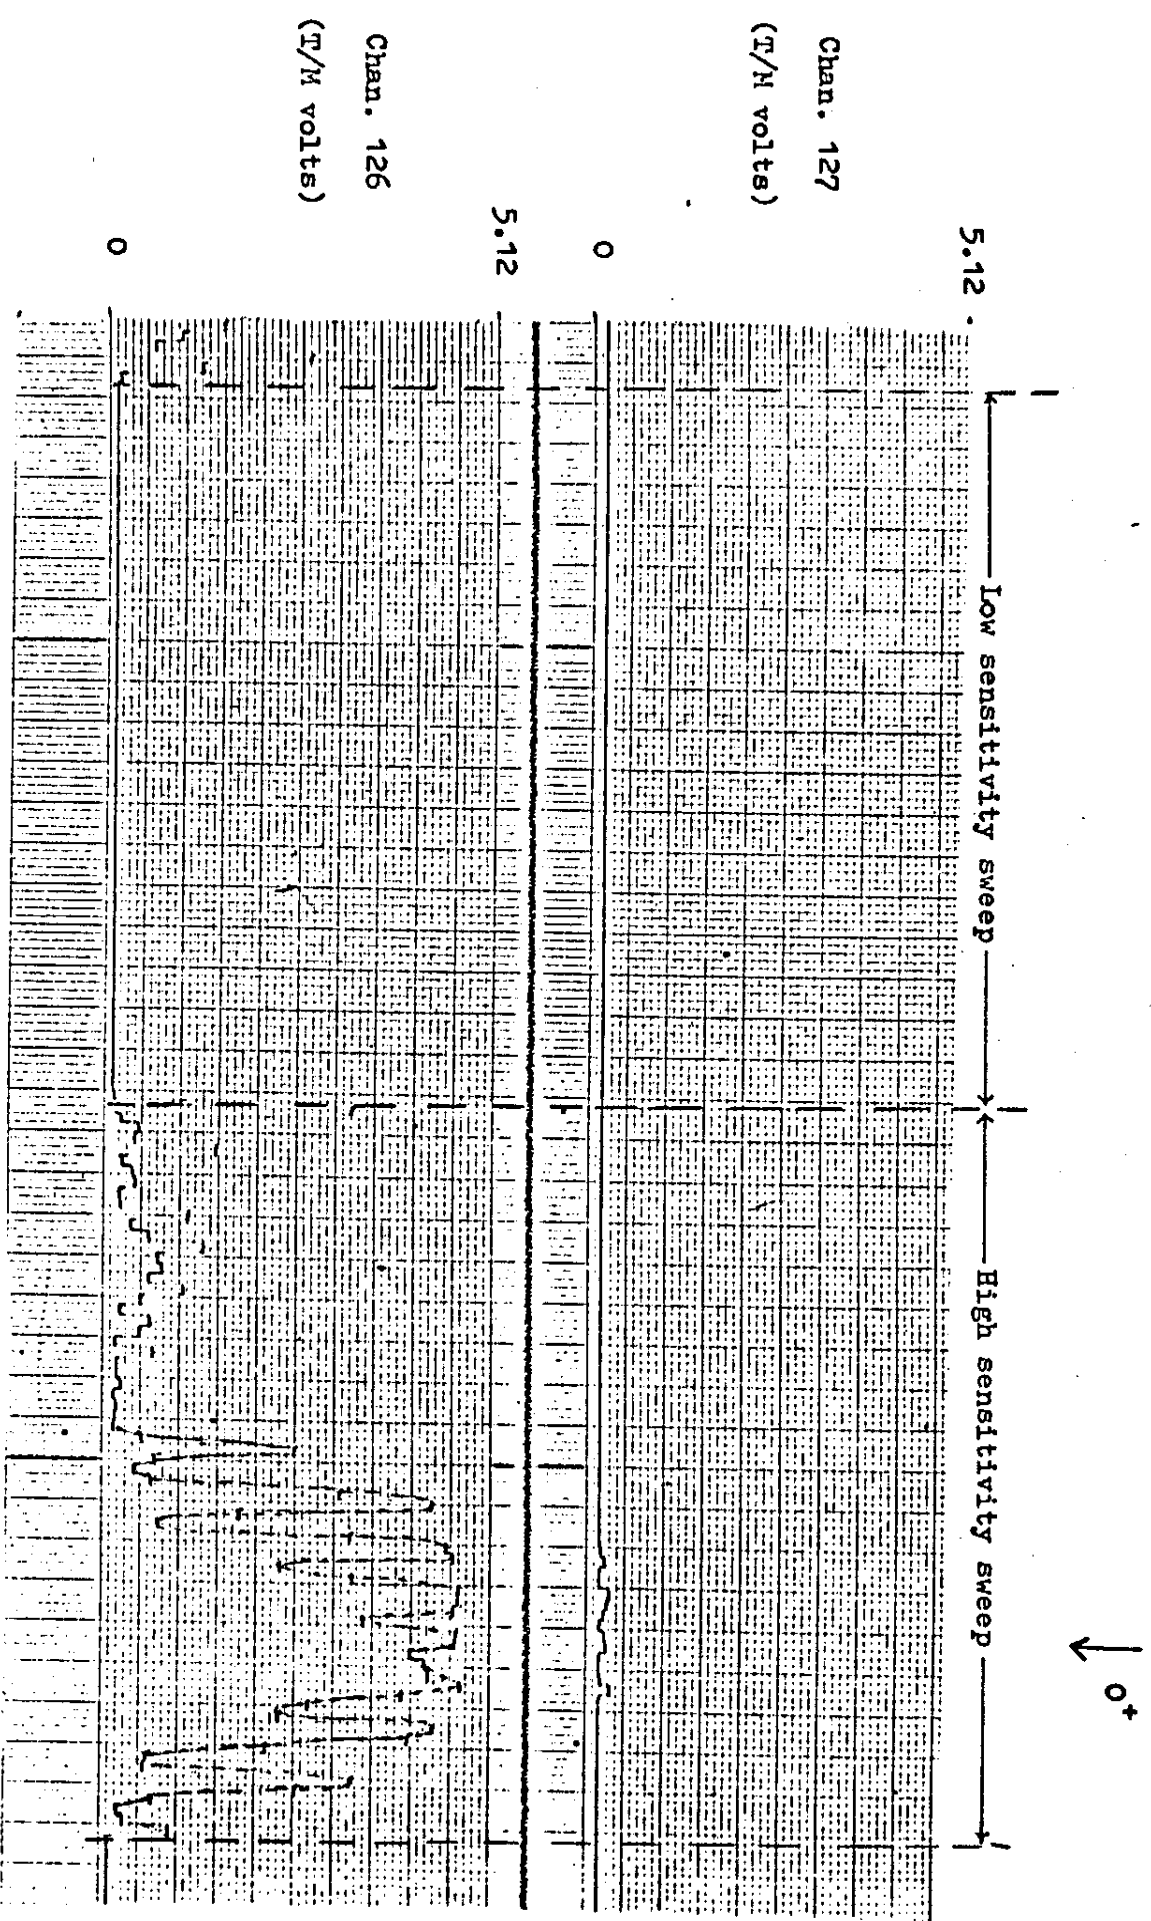 O⁺
Low sensitivity sweep
High sensitivity sweep
5.12
Chan. 127
(T/M volts)
0
5.12
Chan. 126
(T/M volts)
0